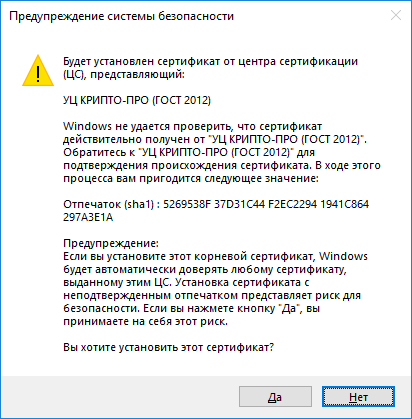 Предупреждение системы безопасности
Будет установлен сертификат от центра сертификации
(ЦС), представляющий:
УЦ КРИПТО-ПРО (ГОСТ 2012)
Windows не удается проверить, что сертификат
действительно получен от "УЦ КРИПТО-ПРО (ГОСТ 2012)".
Обратитесь к "УЦ КРИПТО-ПРО (ГОСТ 2012)" для
подтверждения происхождения сертификата. В ходе этого
процесса вам пригодится следующее значение:
Отпечаток (sha1) : 5269538F 37D31C44 F2EC2294 1941C864
297A3E1A
Предупреждение:
Если вы установите этот корневой сертификат, Windows
будет автоматически доверять любому сертификату,
выданному этим ЦС. Установка сертификата с
неподтвержденным отпечатком представляет риск для
безопасности. Если вы нажмете кнопку "Да", вы
принимаете на себя этот риск.
Вы хотите установить этот сертификат?
Да
Нет